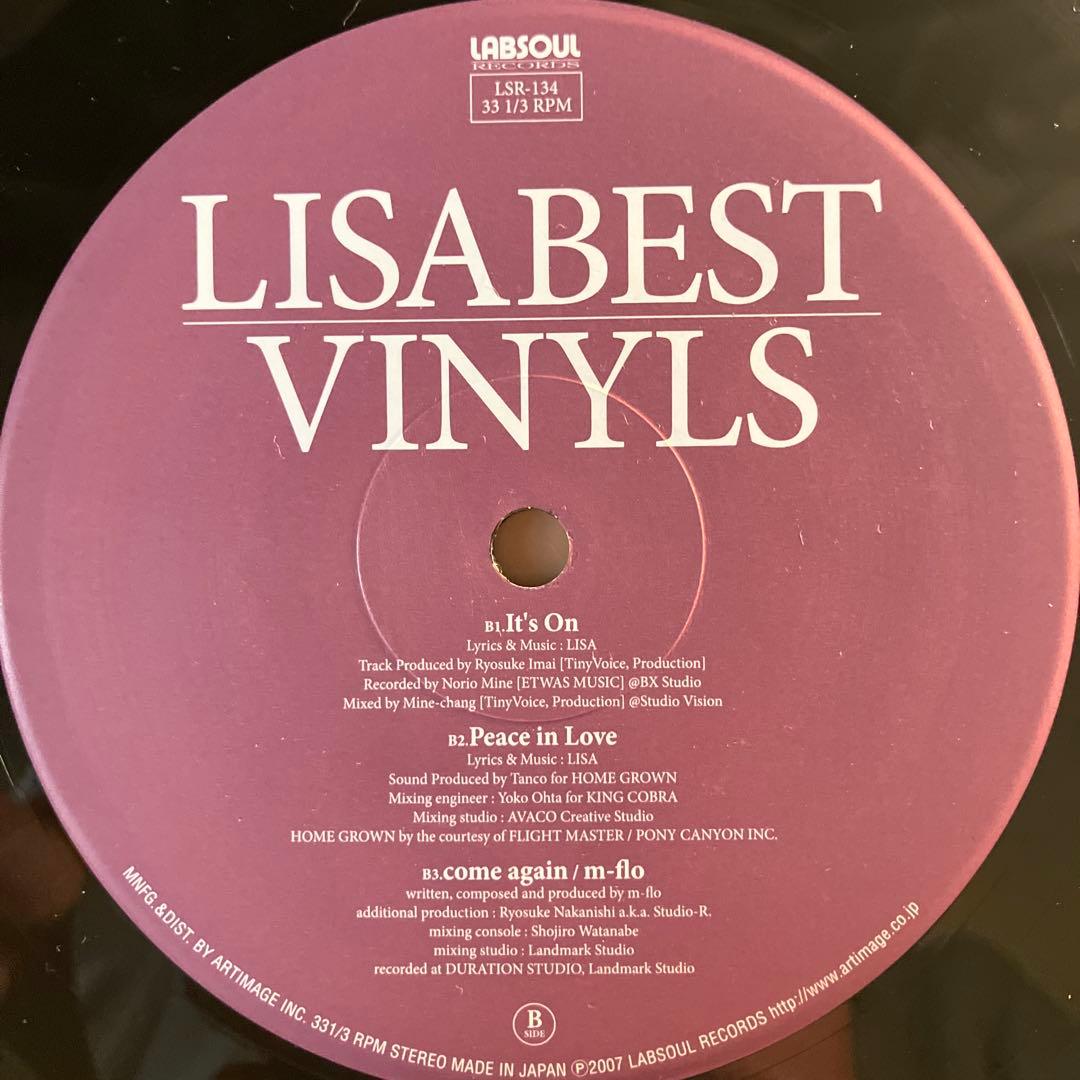 LABSOUL
RECORDS
LSR-134
33 1/3 RPM
LISABEST
VINYLS
B1.It's On
Lyrics & Music : LISA
Track Produced by Ryosuke Imai [TinyVoice, Production]
Recorded by Norio Mine [ETWAS MUSIC] @BX Studio
Mixed by Mine-chang [TinyVoice, Production] @Studio Vision
B2.Peace in Love
Lyrics & Music : LISA
Sound Produced by Tanco for HOME GROWN
Mixing engineer : Yoko Ohta for KING COBRA
Mixing studio : AVACO Creative Studio
HOME GROWN by the courtesy of FLIGHT MASTER / PONY CANYON INC.
B3.come again / m-flo
written, composed and produced by m-flo
additional production : Ryosuke Nakanishi a.k.a. Studio-R.
mixing console : Shojiro Watanabe
mixing studio : Landmark Studio
recorded at DURATION STUDIO, Landmark Studio
B
SIDE
MNFG.&DIST. BY ARTIMAGE INC. 331/3 RPM STEREO MADE IN JAPAN ℗2007 LABSOUL RECORDS http://www.artimage.co.jp